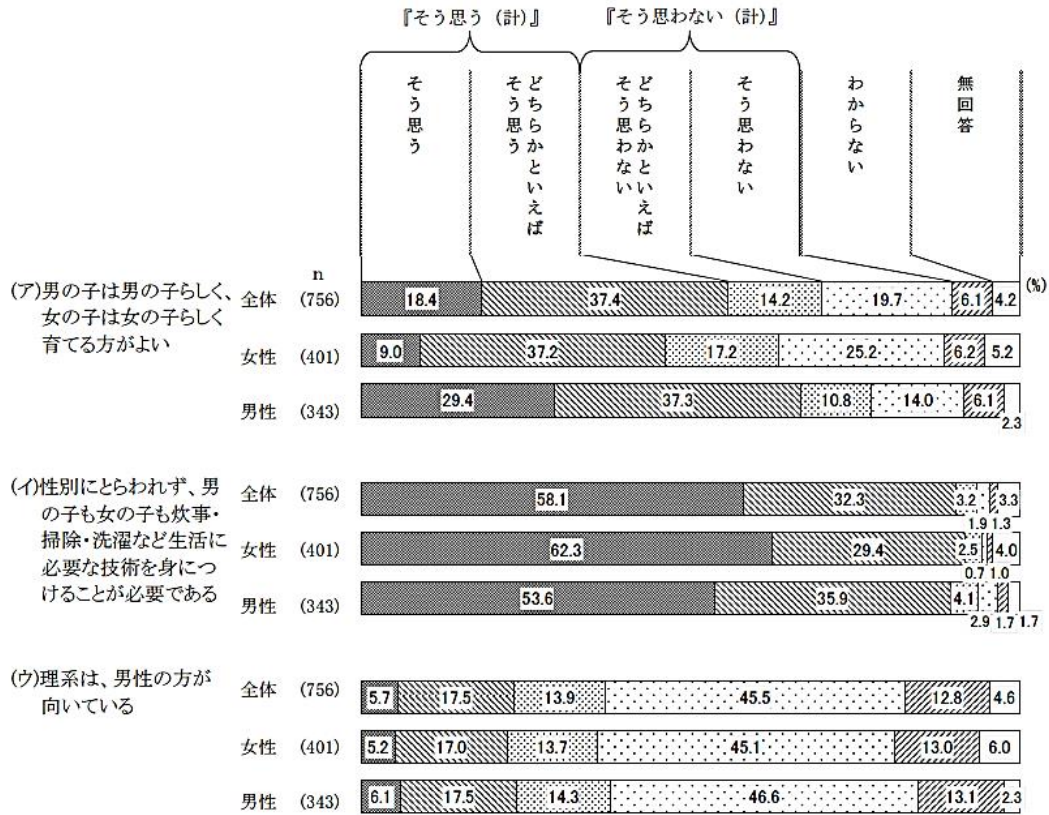 『そう思う（計）』 『そう思わない（計）』
そう思う
どちらかといえば
そう思う
どちらかといえば
そう思わない
そう思わない
わからない
無回答
n
(%)
(ア)男の子は男の子らしく、
女の子は女の子らしく
育てる方がよい
全体 (756) 18.4 37.4 14.2 19.7 6.1 4.2
女性 (401) 9.0 37.2 17.2 25.2 6.2 5.2
男性 (343) 29.4 37.3 10.8 14.0 6.1 2.3
(イ)性別にとらわれず、男
の子も女の子も炊事・
掃除・洗濯など生活に
必要な技術を身につ
けることが必要である
全体 (756) 58.1 32.3 3.2 1.9 1.3 3.3
女性 (401) 62.3 29.4 2.5 0.7 1.0 4.0
男性 (343) 53.6 35.9 4.1 2.9 1.7 1.7
(ウ)理系は、男性の方が
向いている
全体 (756) 5.7 17.5 13.9 45.5 12.8 4.6
女性 (401) 5.2 17.0 13.7 45.1 13.0 6.0
男性 (343) 6.1 17.5 14.3 46.6 13.1 2.3